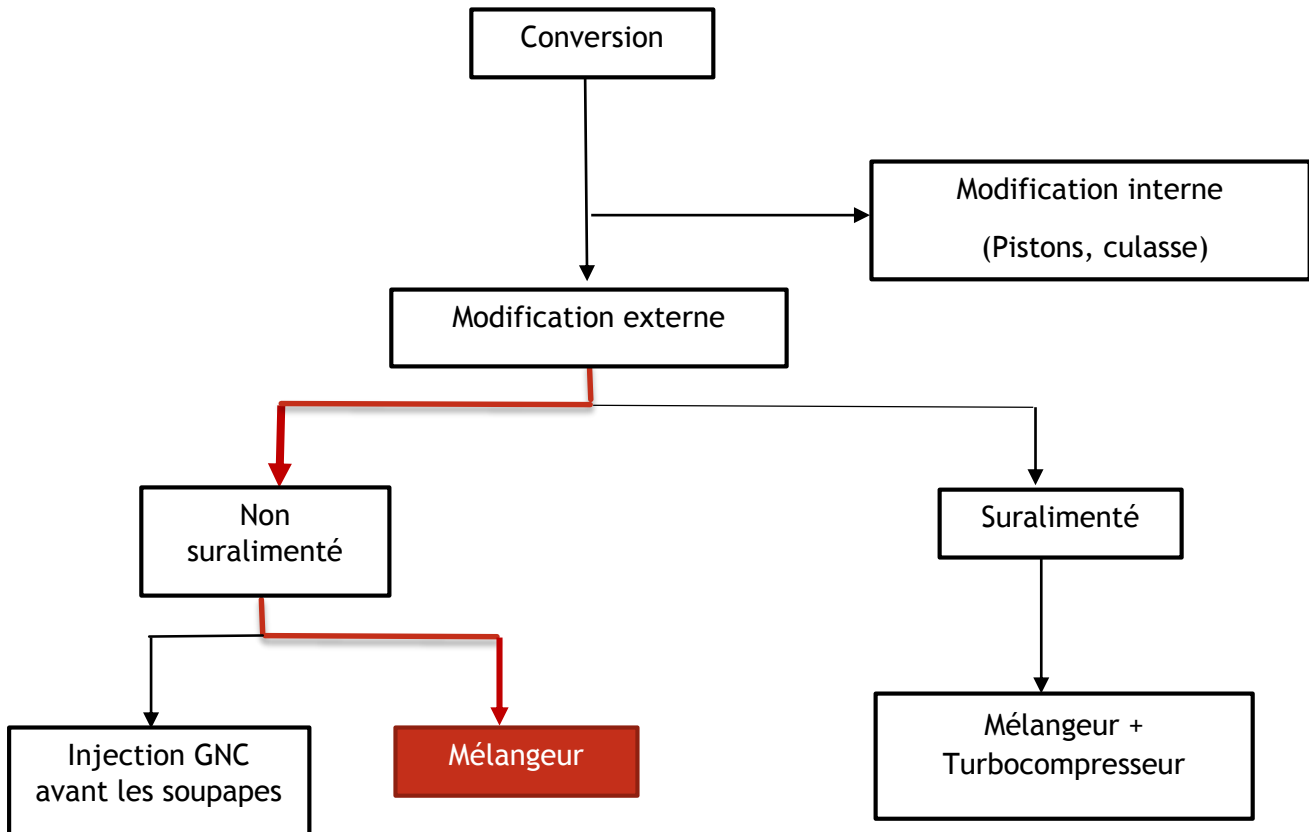 Conversion
Modification interne
(Pistons, culasse)
Modification externe
Non
suralimenté
Suralimenté
Injection GNC
avant les soupapes
Mélangeur
Mélangeur +
Turbocompresseur